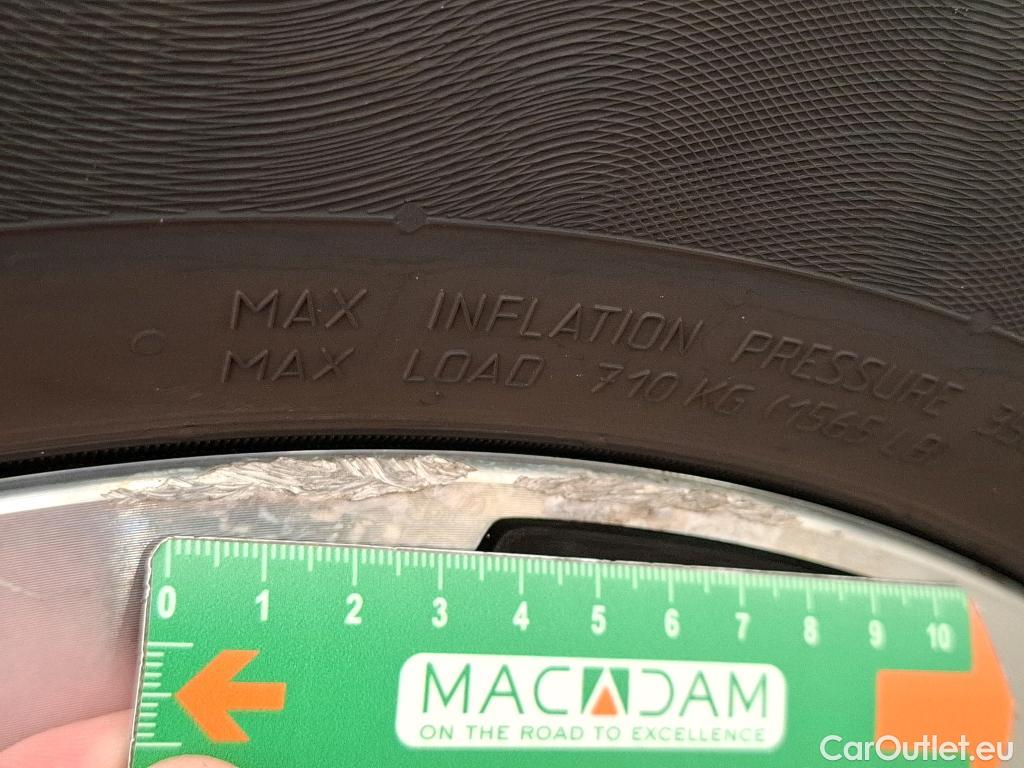 MAX INFLATION PRESSURE 35
MAX LOAD 710 KG (1565 LB
0 1 2 3 4 5 6 7 8 9 10
MACADAM
ON THE ROAD TO EXCELLENCE
CarOutlet.eu